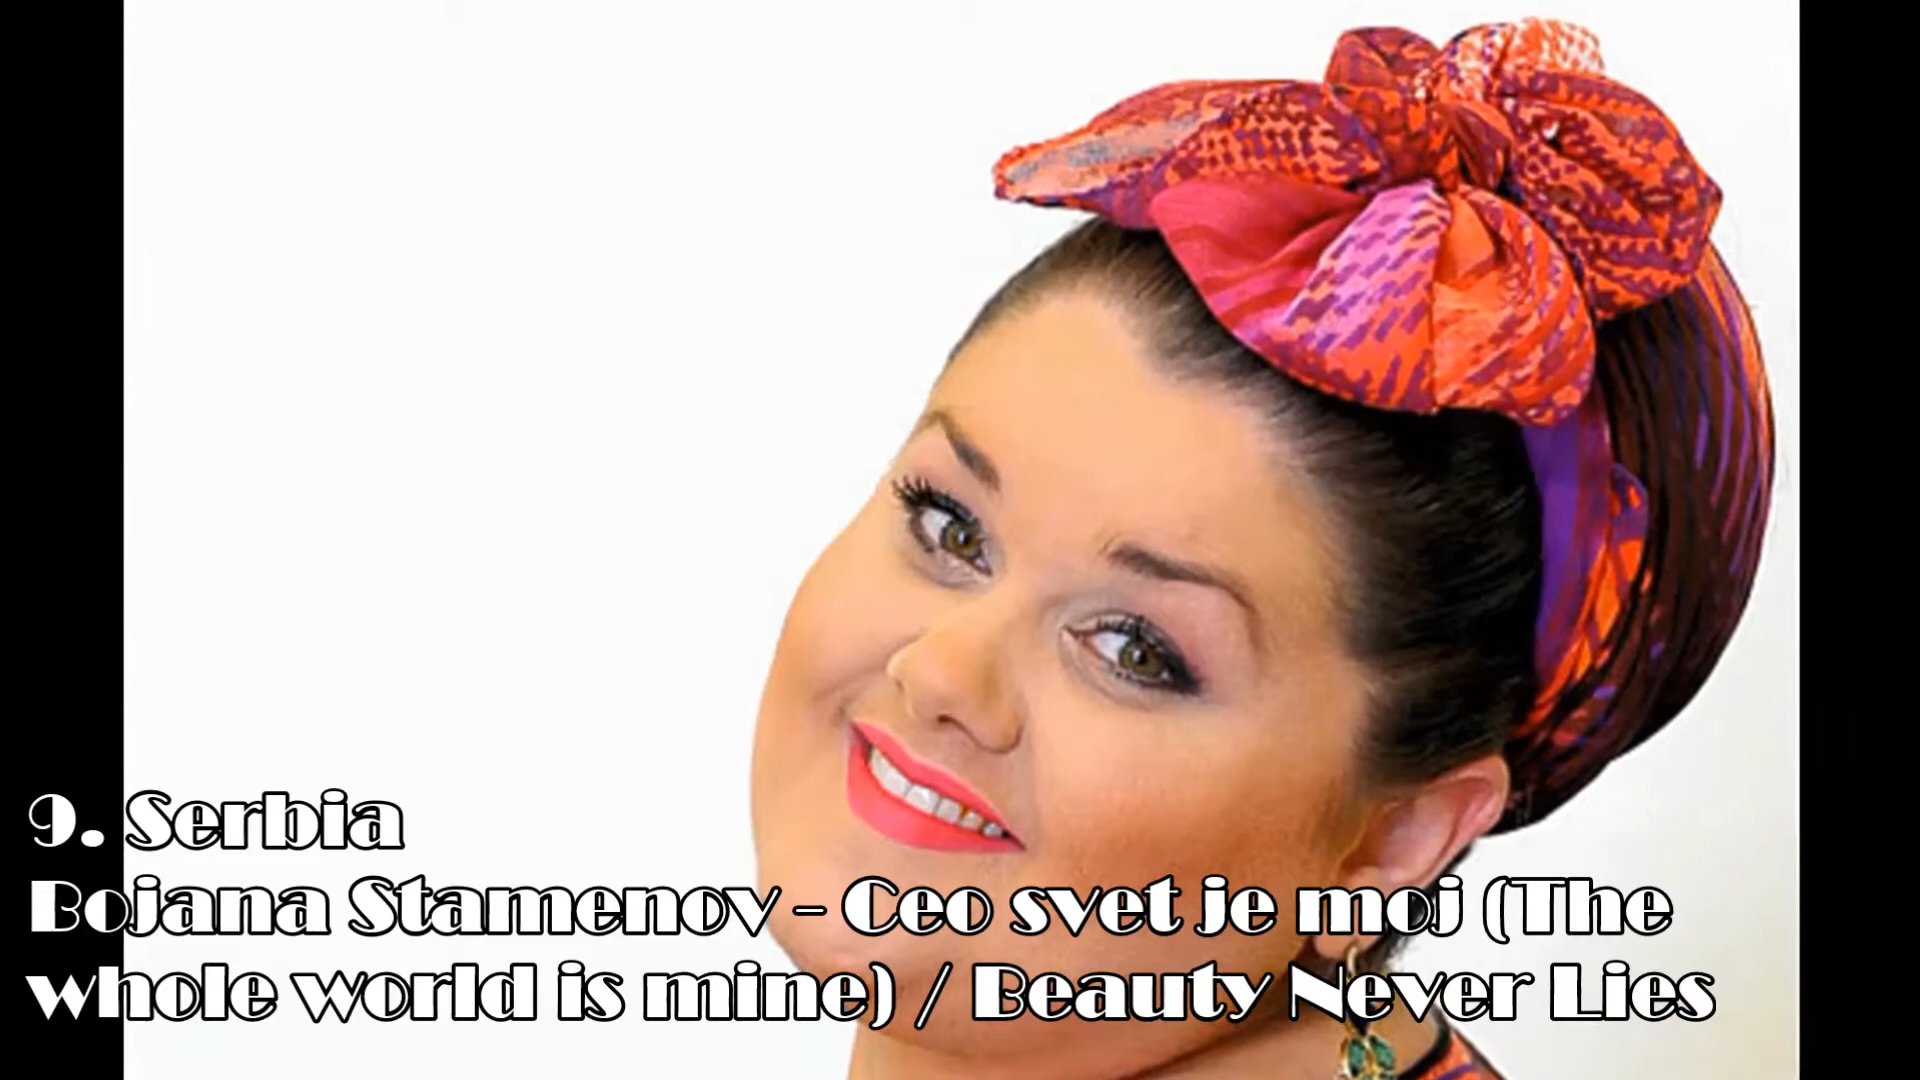 9. Serbia
Bojana Stamenov - Ceo svet je moj (The
whole world is mine) / Beauty Never Lies